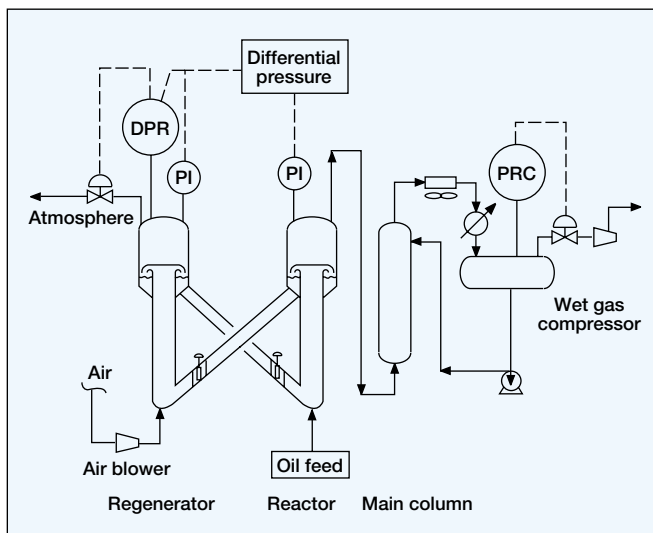 Differential
pressure
DPR
PI
PI
PRC
Atmosphere
Wet gas
compressor
Air
Air blower
Oil feed
Regenerator
Reactor
Main column